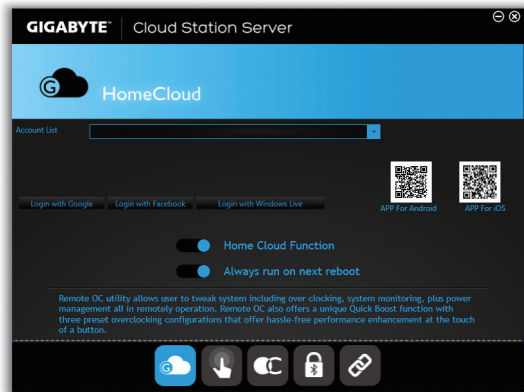 GIGABYTE™ Cloud Station Server
G HomeCloud
Account List
Login with Google Login with Facebook Login with Windows Live
APP For Android APP For iOS
Home Cloud Function
Always run on next reboot
Remote OC utility allows user to tweak system including over clocking, system monitoring, plus power
management all in remotely operation. Remote OC also offers a unique Quick Boost function with
three preset overclocking configurations that offer hassle-free performance enhancement at the touch
of a button.
G